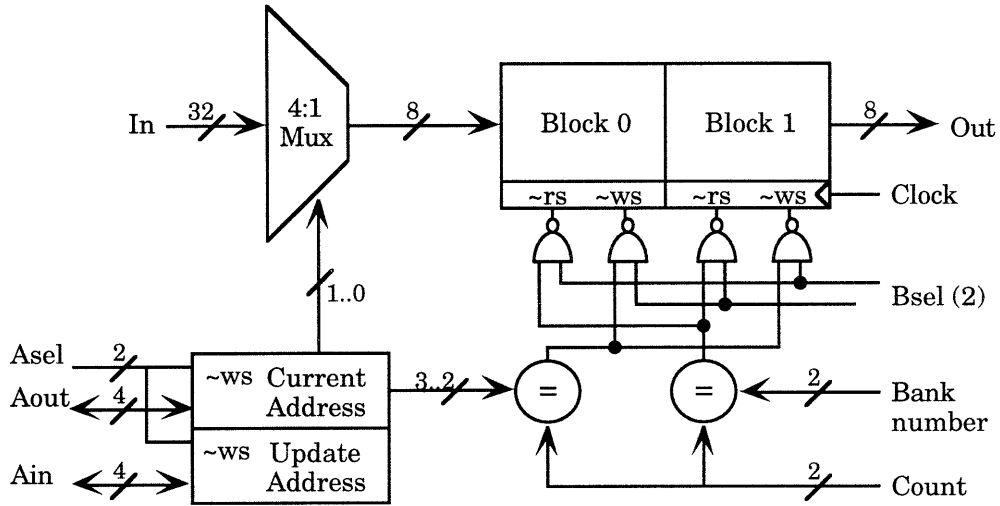 In
32
4:1
Mux
8
Block 0
Block 1
8
Out
~rs
~ws
~rs
~ws
Clock
1..0
Bsel (2)
Asel
2
Aout
4
~ws Current
Address
3..2
=
=
2
Bank
number
Ain
4
~ws Update
Address
2
Count